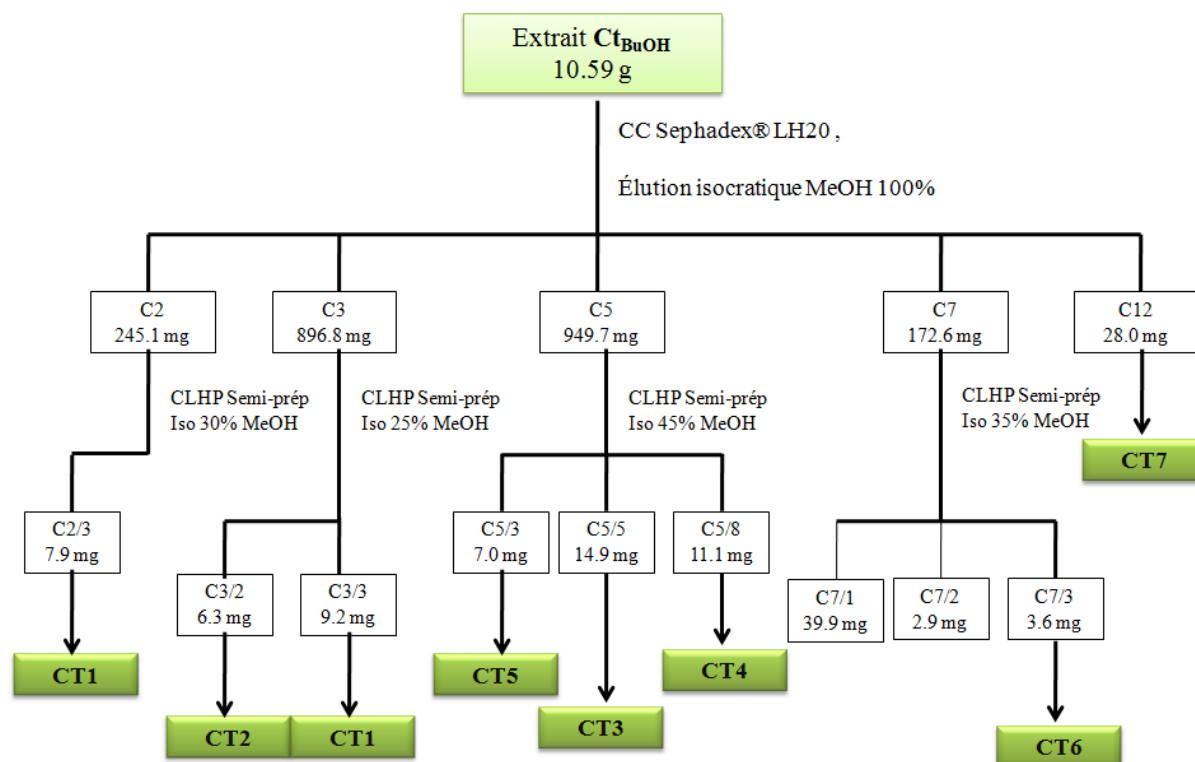 Extrait CtBuOH
10.59 g
CC Sephadex® LH20 ,
Élution isocratique MeOH 100%
C2
245.1 mg
C3
896.8 mg
C5
949.7 mg
C7
172.6 mg
C12
28.0 mg
CLHP Semi-prép
Iso 30% MeOH
CLHP Semi-prép
Iso 25% MeOH
CLHP Semi-prép
Iso 45% MeOH
CLHP Semi-prép
Iso 35% MeOH
CT7
C2/3
7.9 mg
C5/3
7.0 mg
C5/5
14.9 mg
C5/8
11.1 mg
C3/2
6.3 mg
C3/3
9.2 mg
C7/1
39.9 mg
C7/2
2.9 mg
C7/3
3.6 mg
CT1
CT5
CT4
CT2
CT1
CT3
CT6